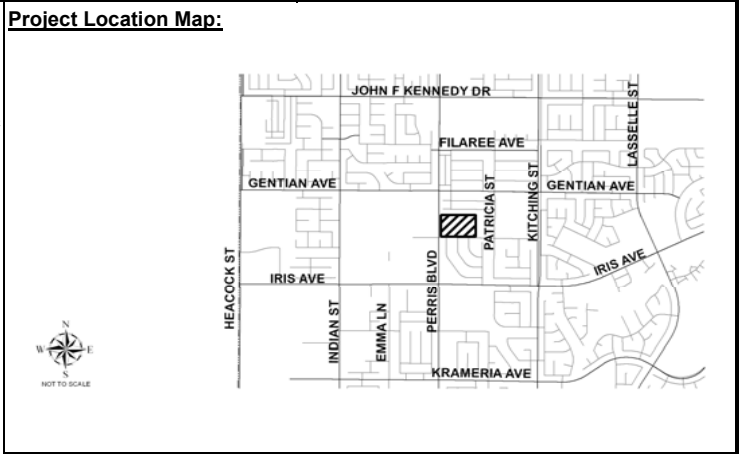 Project Location Map:
JOHN F KENNEDY DR
LASSELLE ST
FILAREE AVE
GENTIAN AVE
PATRICIA ST
KITCHING ST
GENTIAN AVE
HEACOCK ST
IRIS AVE
INDIAN ST
EMMA LN
PERRIS BLVD
IRIS AVE
KRAMERIA AVE
N
W
E
S
NOT TO SCALE